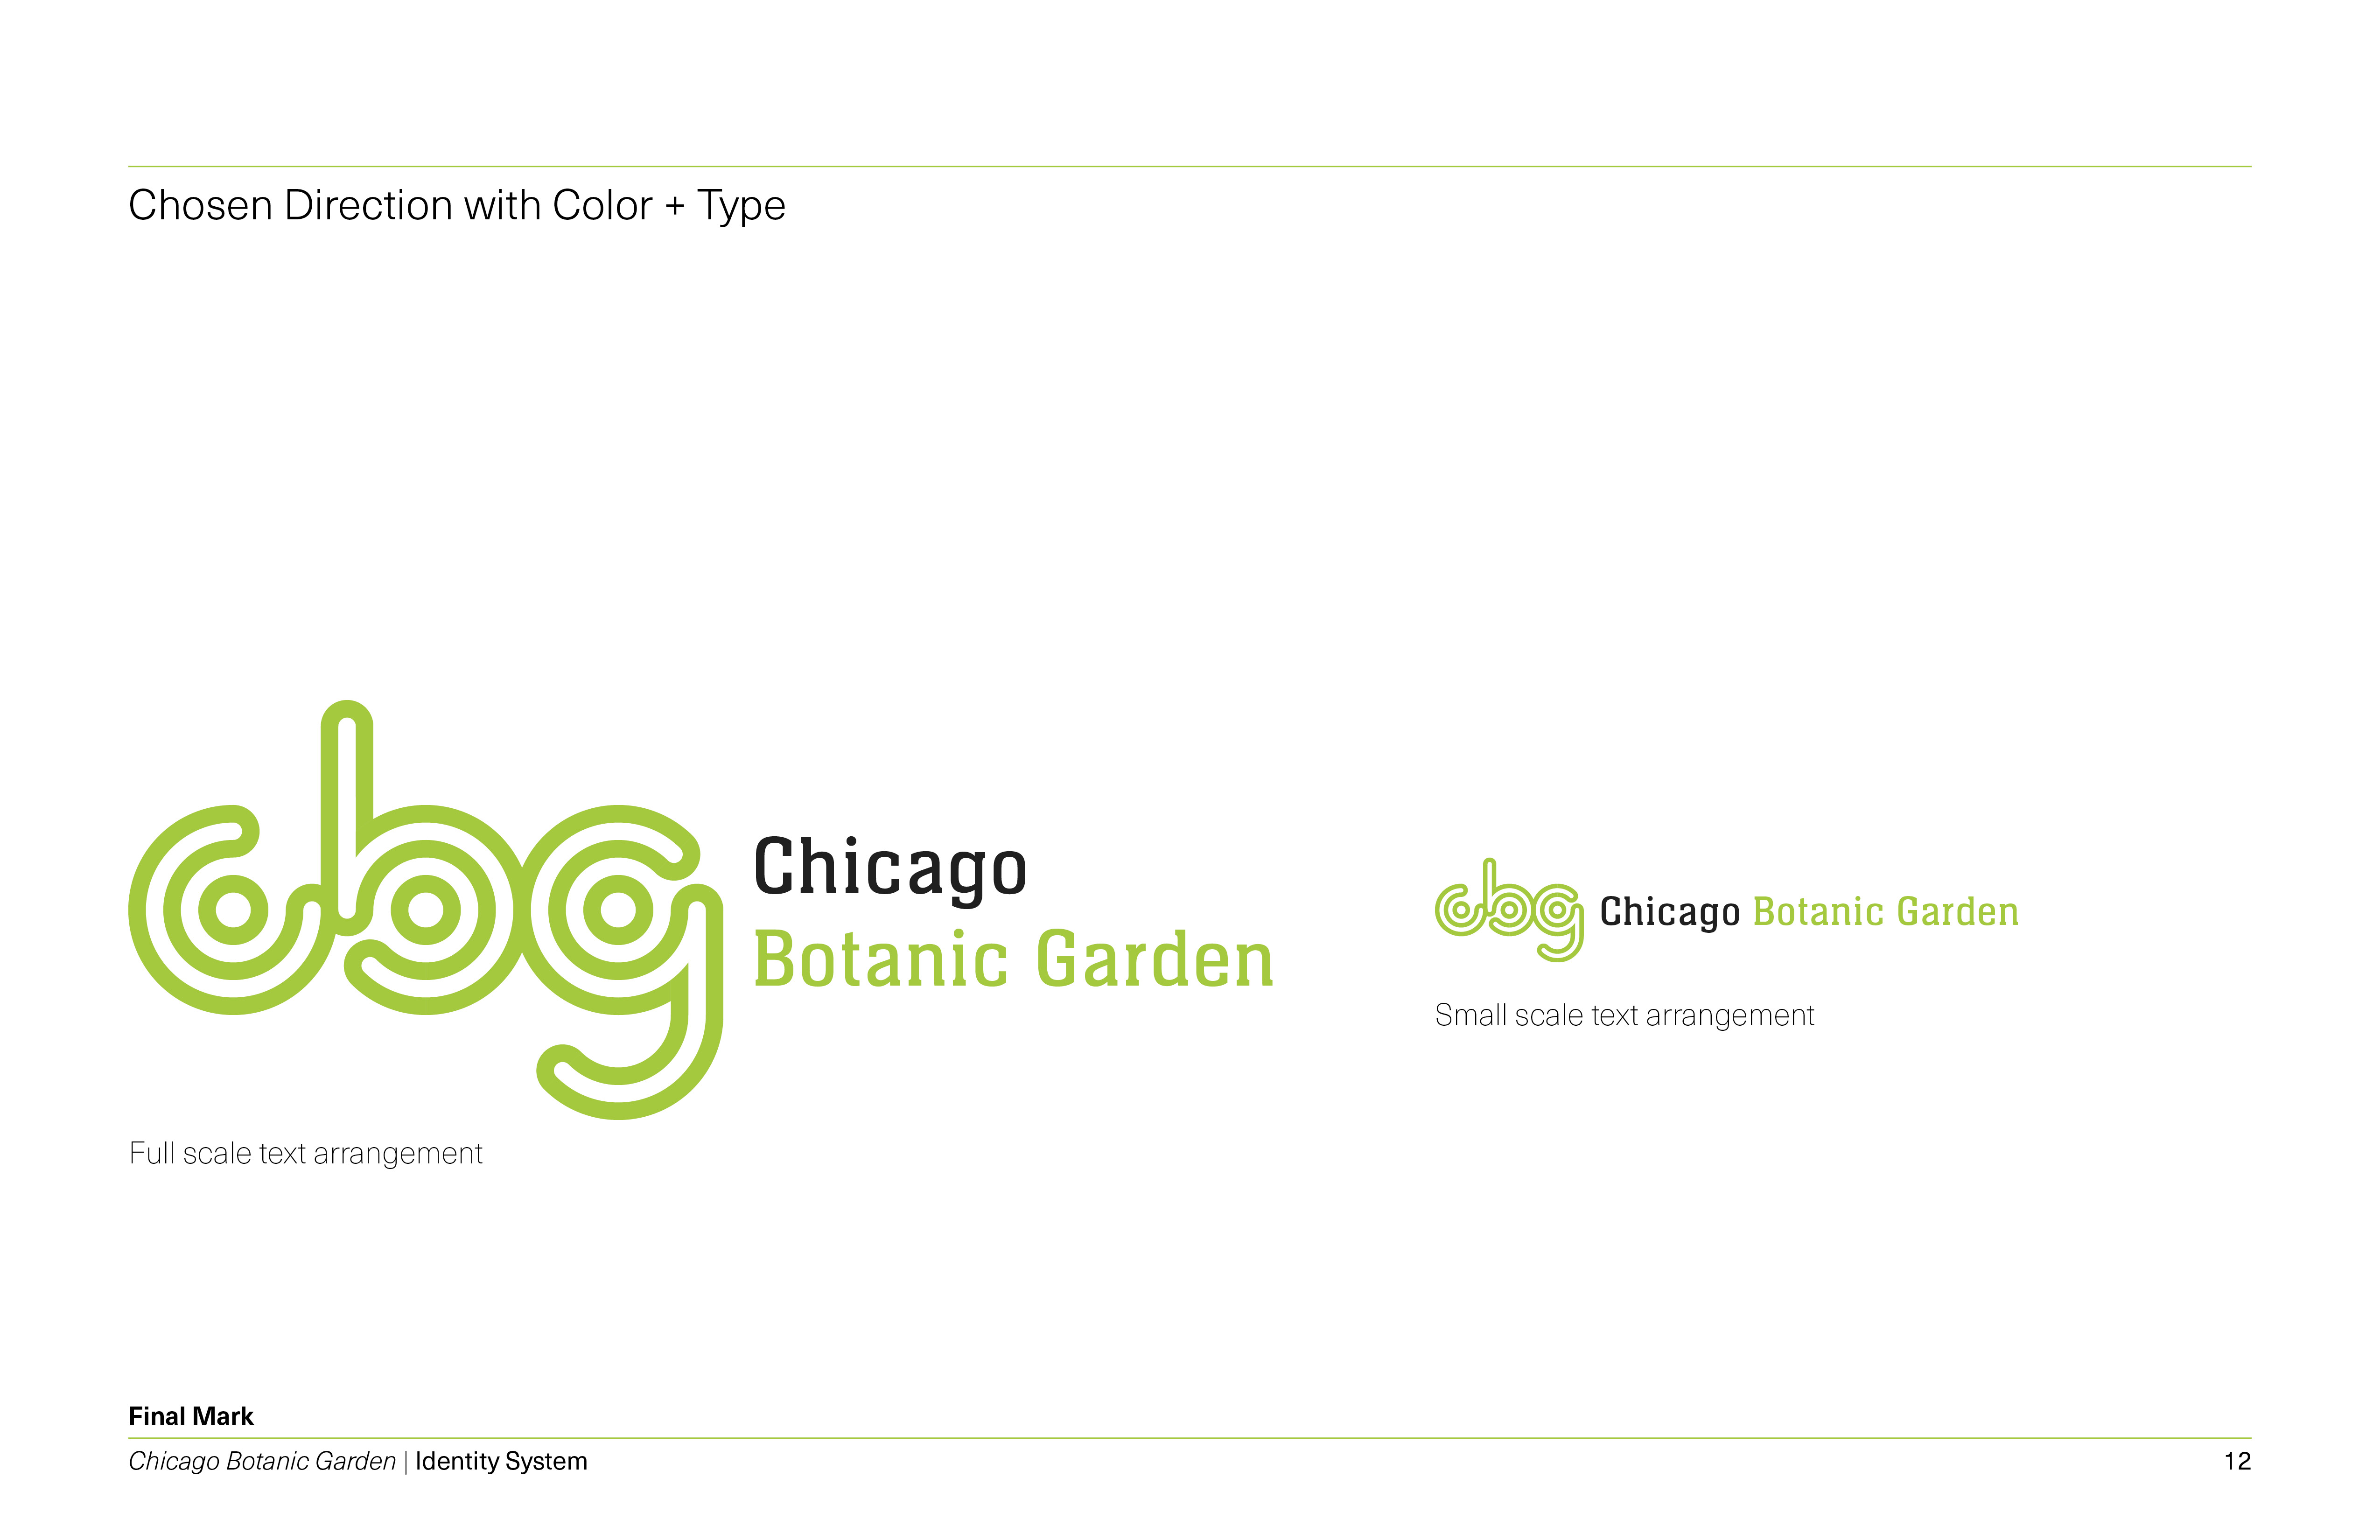 Chosen Direction with Color + Type
cbg
Chicago
Botanic Garden
Full scale text arrangement
cbg Chicago Botanic Garden
Small scale text arrangement
Final Mark
Chicago Botanic Garden | Identity System
12